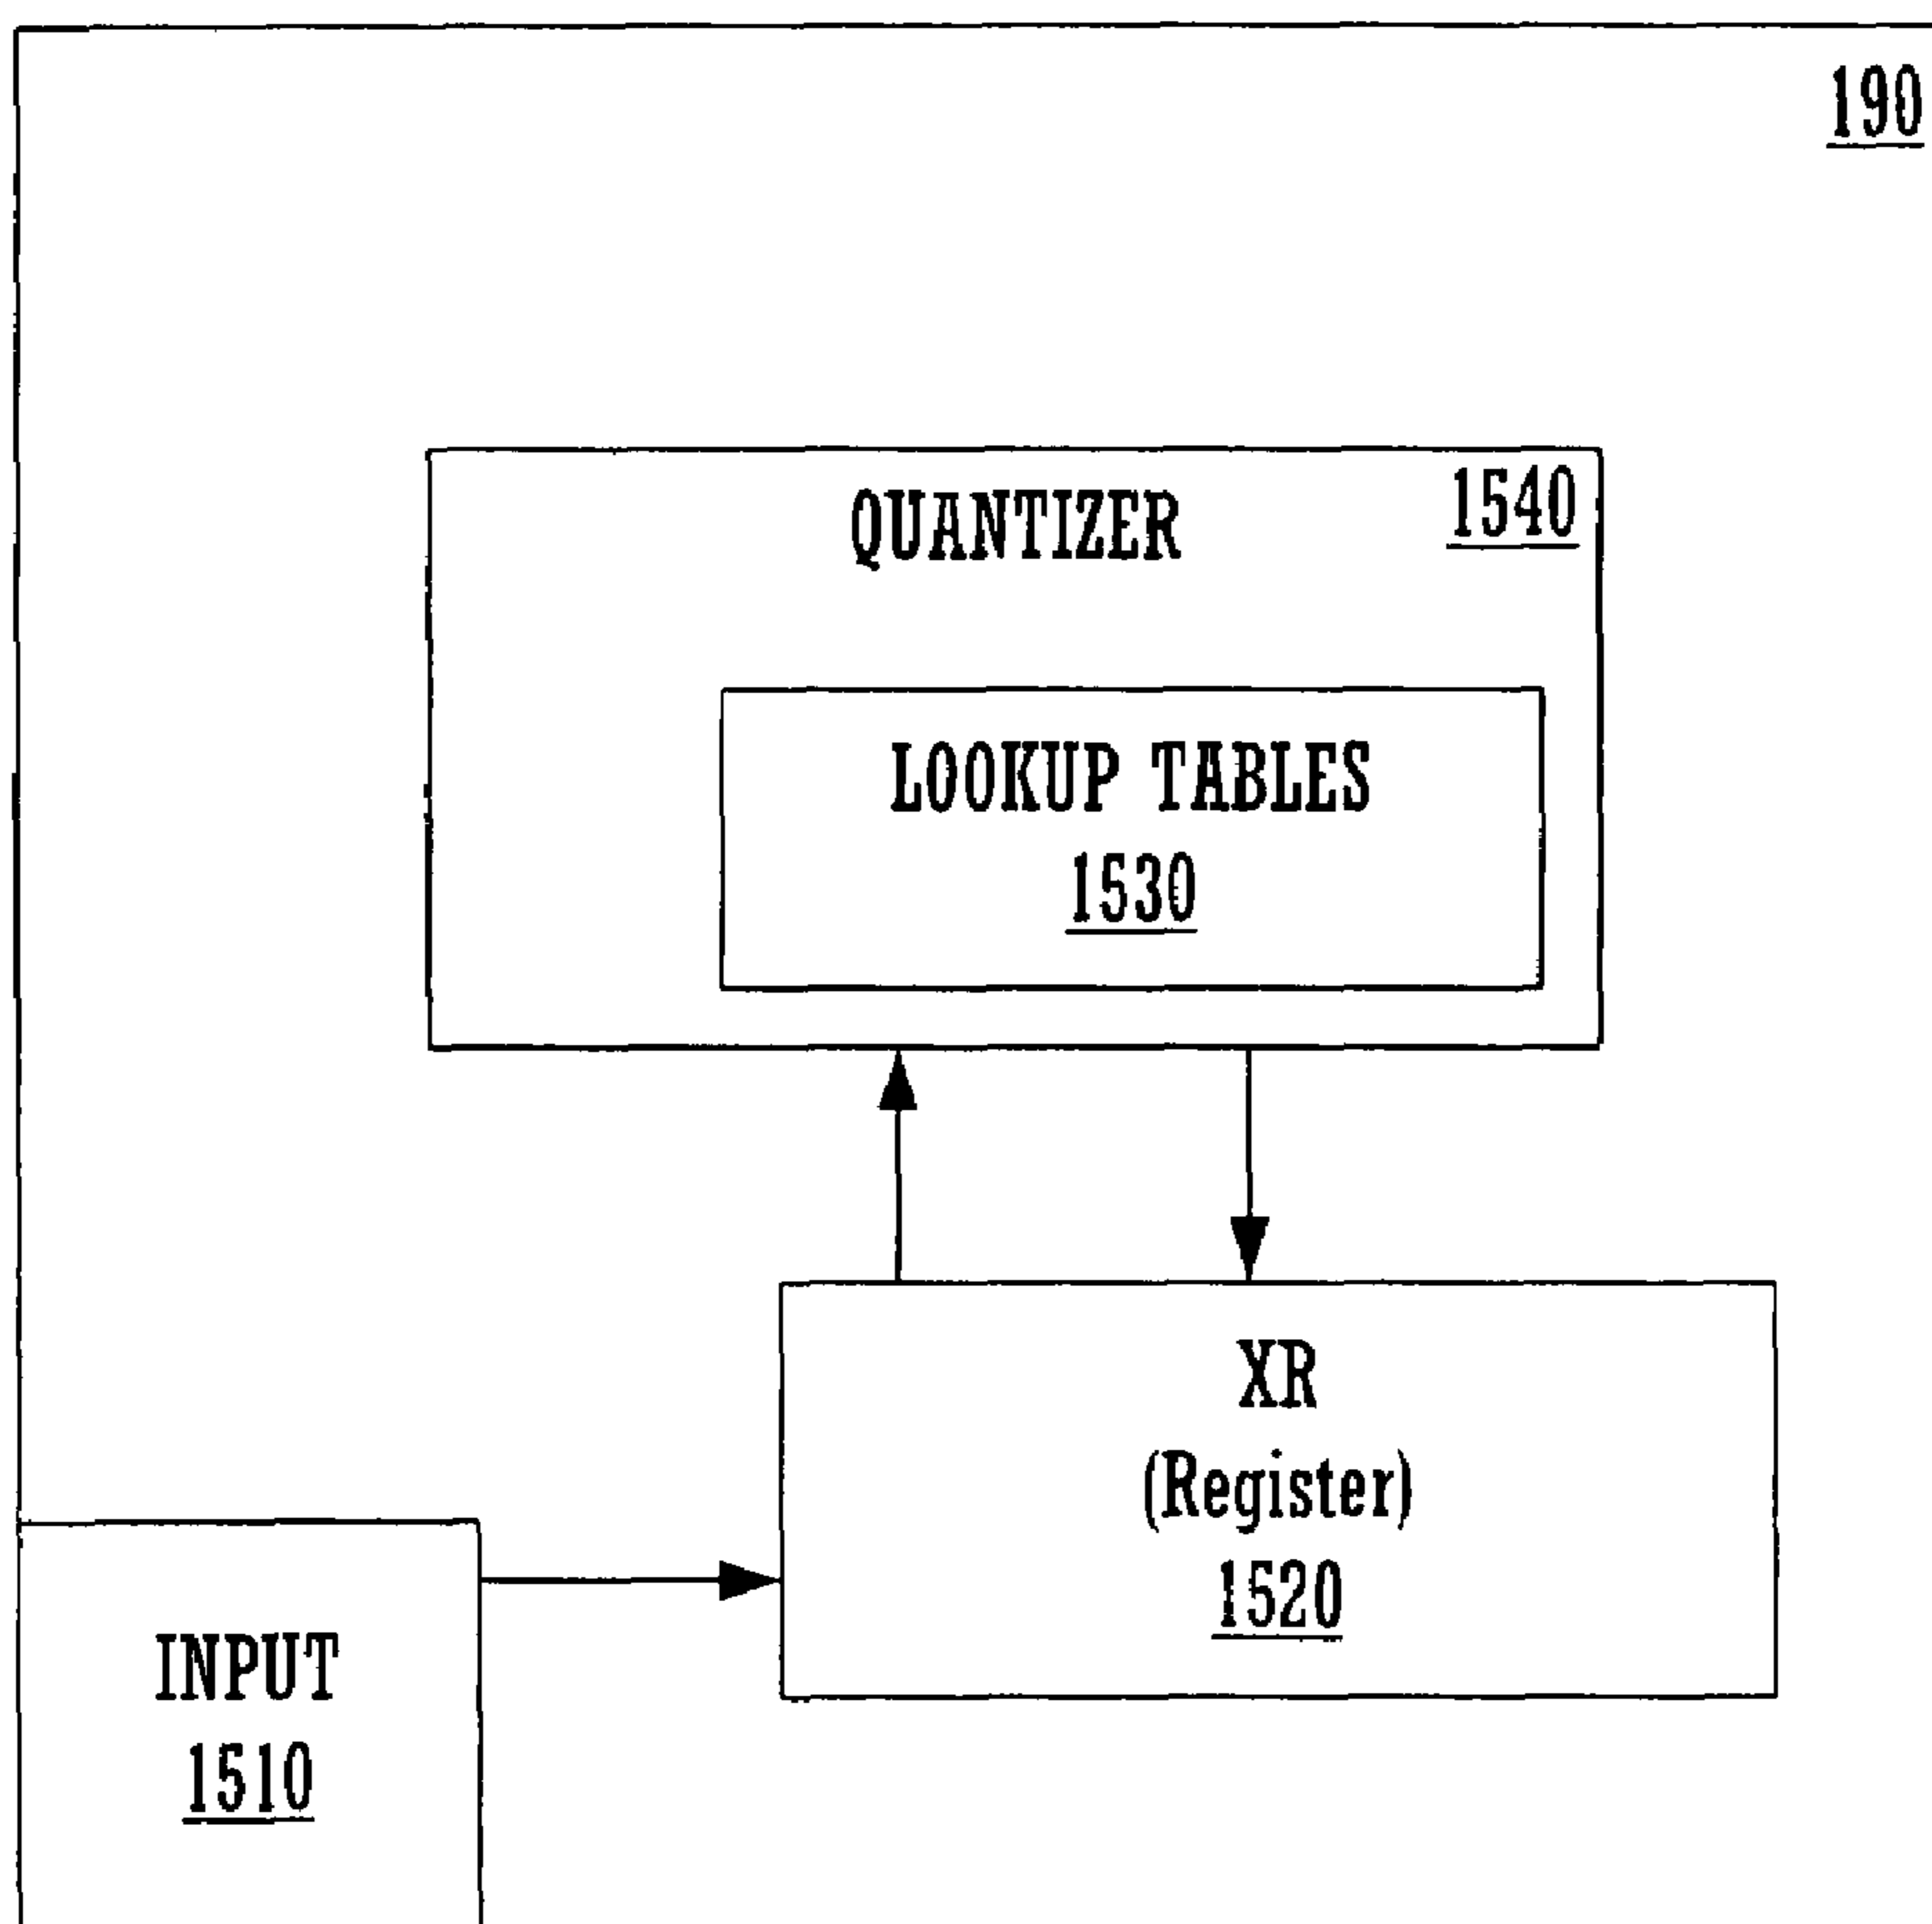 190
QUANTIZER
1540
LOOKUP TABLES
1530
XR
(Register)
1520
INPUT
1510